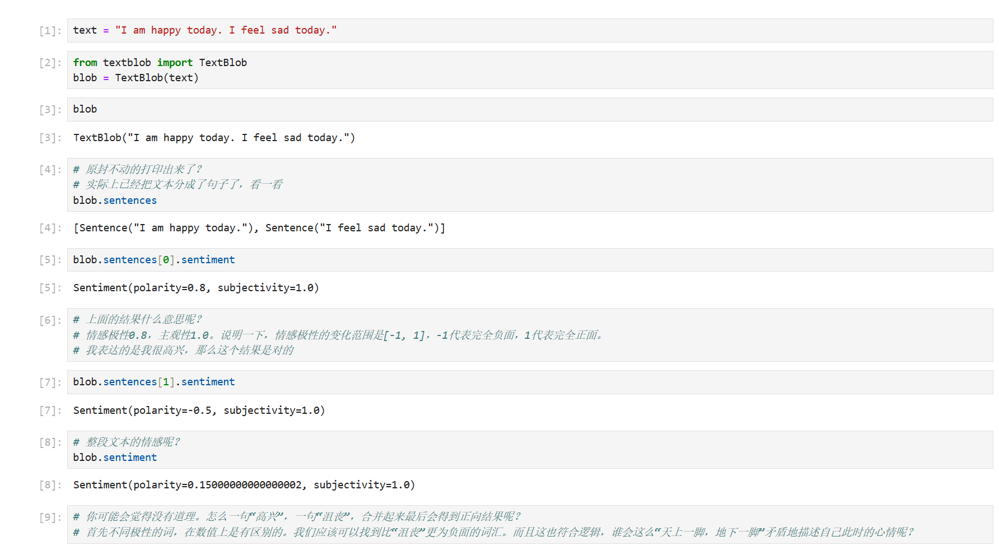 [1]: text = "I am happy today. I feel sad today."
[2]: from textblob import TextBlob
blob = TextBlob(text)
[3]: blob
[3]: TextBlob("I am happy today. I feel sad today.")
[4]: # 原封不动的打印出来了？
# 实际上已经把文本分成了句子了，看一看
blob.sentences
[4]: [Sentence("I am happy today."), Sentence("I feel sad today.")]
[5]: blob.sentences[0].sentiment
[5]: Sentiment(polarity=0.8, subjectivity=1.0)
[6]: # 上面的结果什么意思呢？
# 情感极性0.8，主观性1.0。说明一下，情感极性的变化范围是[-1, 1]，-1代表完全负面，1代表完全正面。
# 我表达的是我很高兴，那么这个结果是对的
[7]: blob.sentences[1].sentiment
[7]: Sentiment(polarity=-0.5, subjectivity=1.0)
[8]: # 整段文本的情感呢？
blob.sentiment
[8]: Sentiment(polarity=0.15000000000000002, subjectivity=1.0)
[9]: # 你可能会觉得没有道理。怎么一句“高兴”，一句“沮丧”，合并起来最后会得到正向结果呢？
# 首先不同极性的词，在数值上是有区别的。我们应该可以找到比“沮丧”更为负面的词汇。而且这也符合逻辑，谁会这么“天上一脚，地下一脚”矛盾地描述自己此时的心情呢？